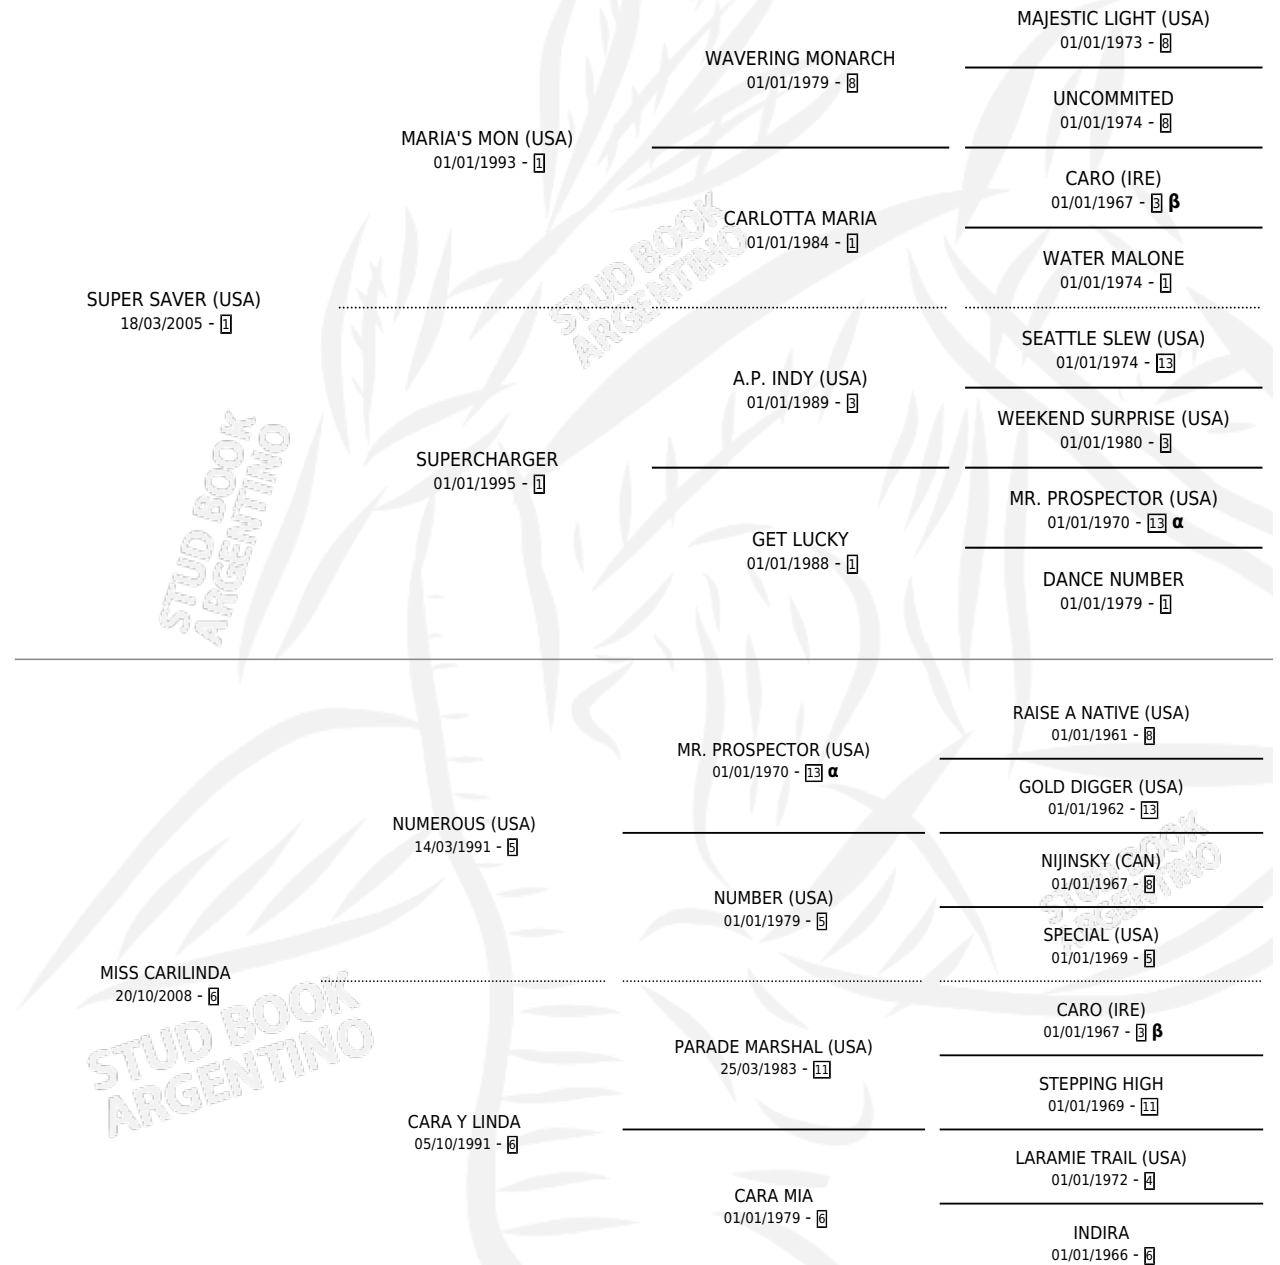 MAJESTIC LIGHT (USA)
01/01/1973 - 8
WAVERING MONARCH
01/01/1979 - 8
UNCOMMITED
01/01/1974 - 8
MARIA'S MON (USA)
01/01/1993 - 1
CARO (IRE)
01/01/1967 - 3 β
CARLOTTA MARIA
01/01/1984 - 1
WATER MALONE
01/01/1974 - 1
SUPER SAVER (USA)
18/03/2005 - 1
SEATTLE SLEW (USA)
01/01/1974 - 13
A.P. INDY (USA)
01/01/1989 - 3
WEEKEND SURPRISE (USA)
01/01/1980 - 3
SUPERCHARGER
01/01/1995 - 1
MR. PROSPECTOR (USA)
01/01/1970 - 13 α
GET LUCKY
01/01/1988 - 1
DANCE NUMBER
01/01/1979 - 1
RAISE A NATIVE (USA)
01/01/1961 - 8
MR. PROSPECTOR (USA)
01/01/1970 - 13 α
GOLD DIGGER (USA)
01/01/1962 - 13
NUMEROUS (USA)
14/03/1991 - 5
NIJINSKY (CAN)
01/01/1967 - 8
NUMBER (USA)
01/01/1979 - 5
SPECIAL (USA)
01/01/1969 - 5
MISS CARILINDA
20/10/2008 - 6
CARO (IRE)
01/01/1967 - 3 β
PARADE MARSHAL (USA)
25/03/1983 - 11
STEPPING HIGH
01/01/1969 - 11
CARA Y LINDA
05/10/1991 - 6
LARAMIE TRAIL (USA)
01/01/1972 - 4
CARA MIA
01/01/1979 - 6
INDIRA
01/01/1966 - 6
STUD BOOK
ARGENTINO
STUD BOOK
ARGENTINO
STUD BOOK
ARGENTINO
STUD BOOK
ARGENTINO